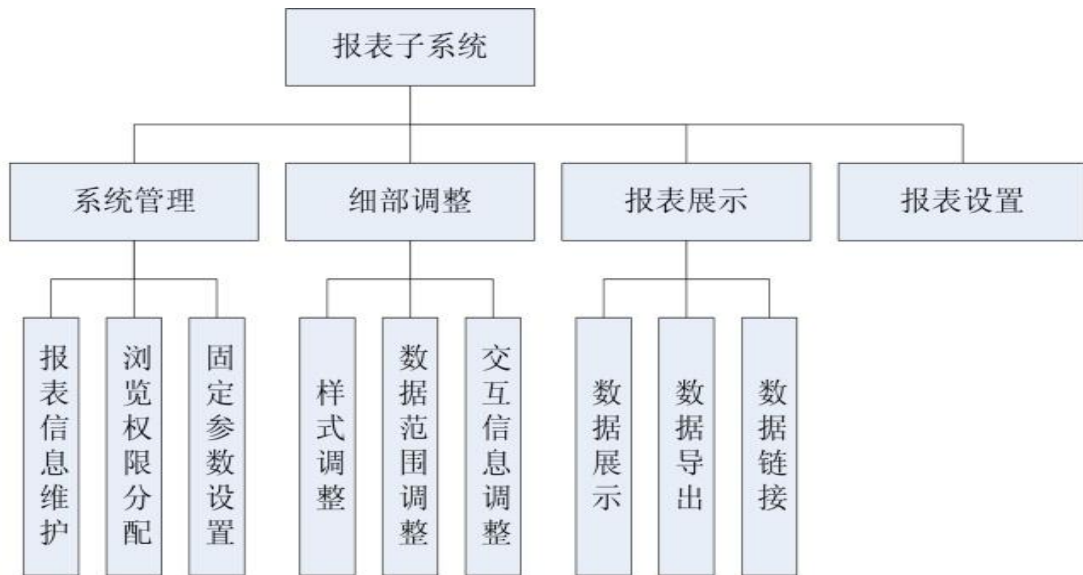 报表子系统
系统管理
细部调整
报表展示
报表设置
报表信息维护
浏览权限分配
固定参数设置
样式调整
数据范围调整
交互信息调整
数据展示
数据导出
数据链接